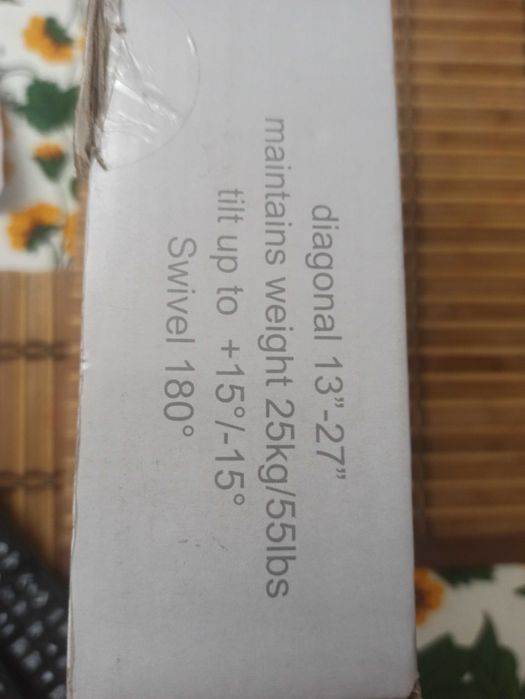 diagonal 13”-27”
maintains weight 25kg/55lbs
tilt up to +15°/-15°
Swivel 180°